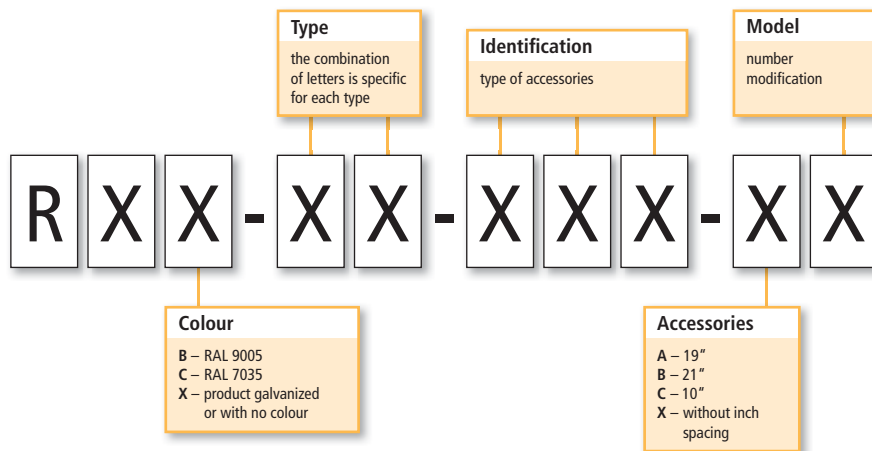 Type
the combination
of letters is specific
for each type
Identification
type of accessories
Model
number
modification
R X X - X X - X X X - X X
Colour
B – RAL 9005
C – RAL 7035
X – product galvanized
or with no colour
Accessories
A – 19"
B – 21"
C – 10"
X – without inch
spacing